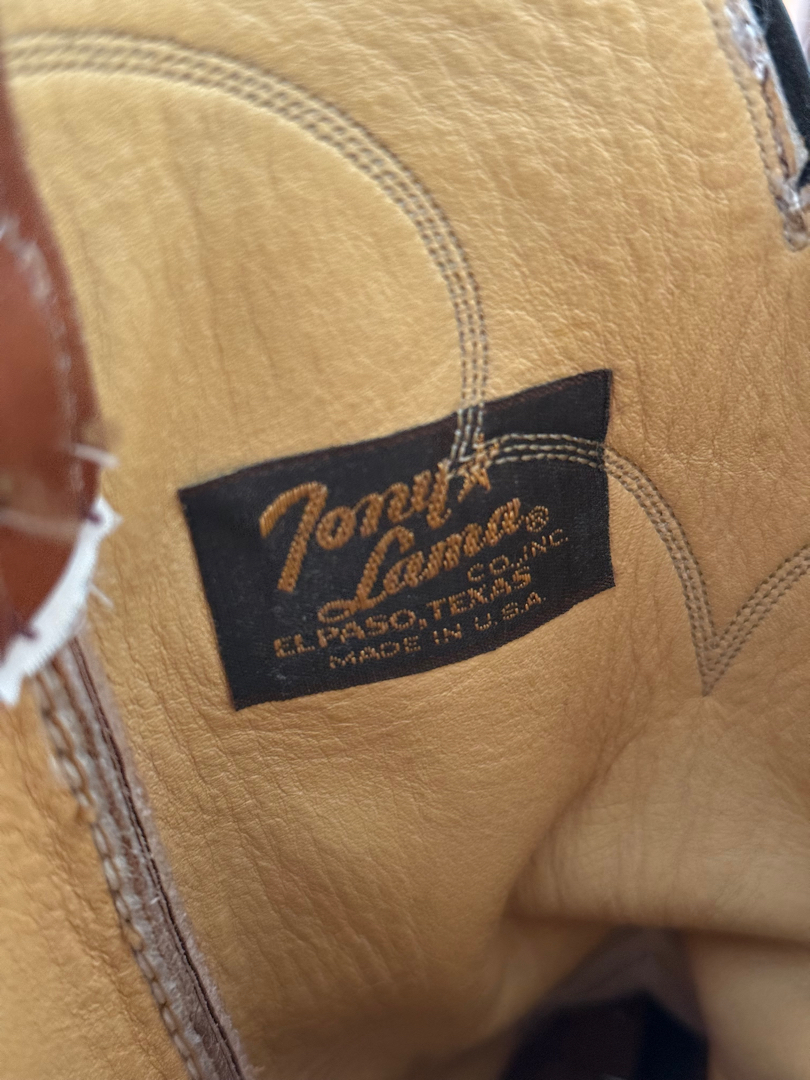 Tony
Lama®
CO., INC.
EL PASO, TEXAS
MADE IN U.S.A